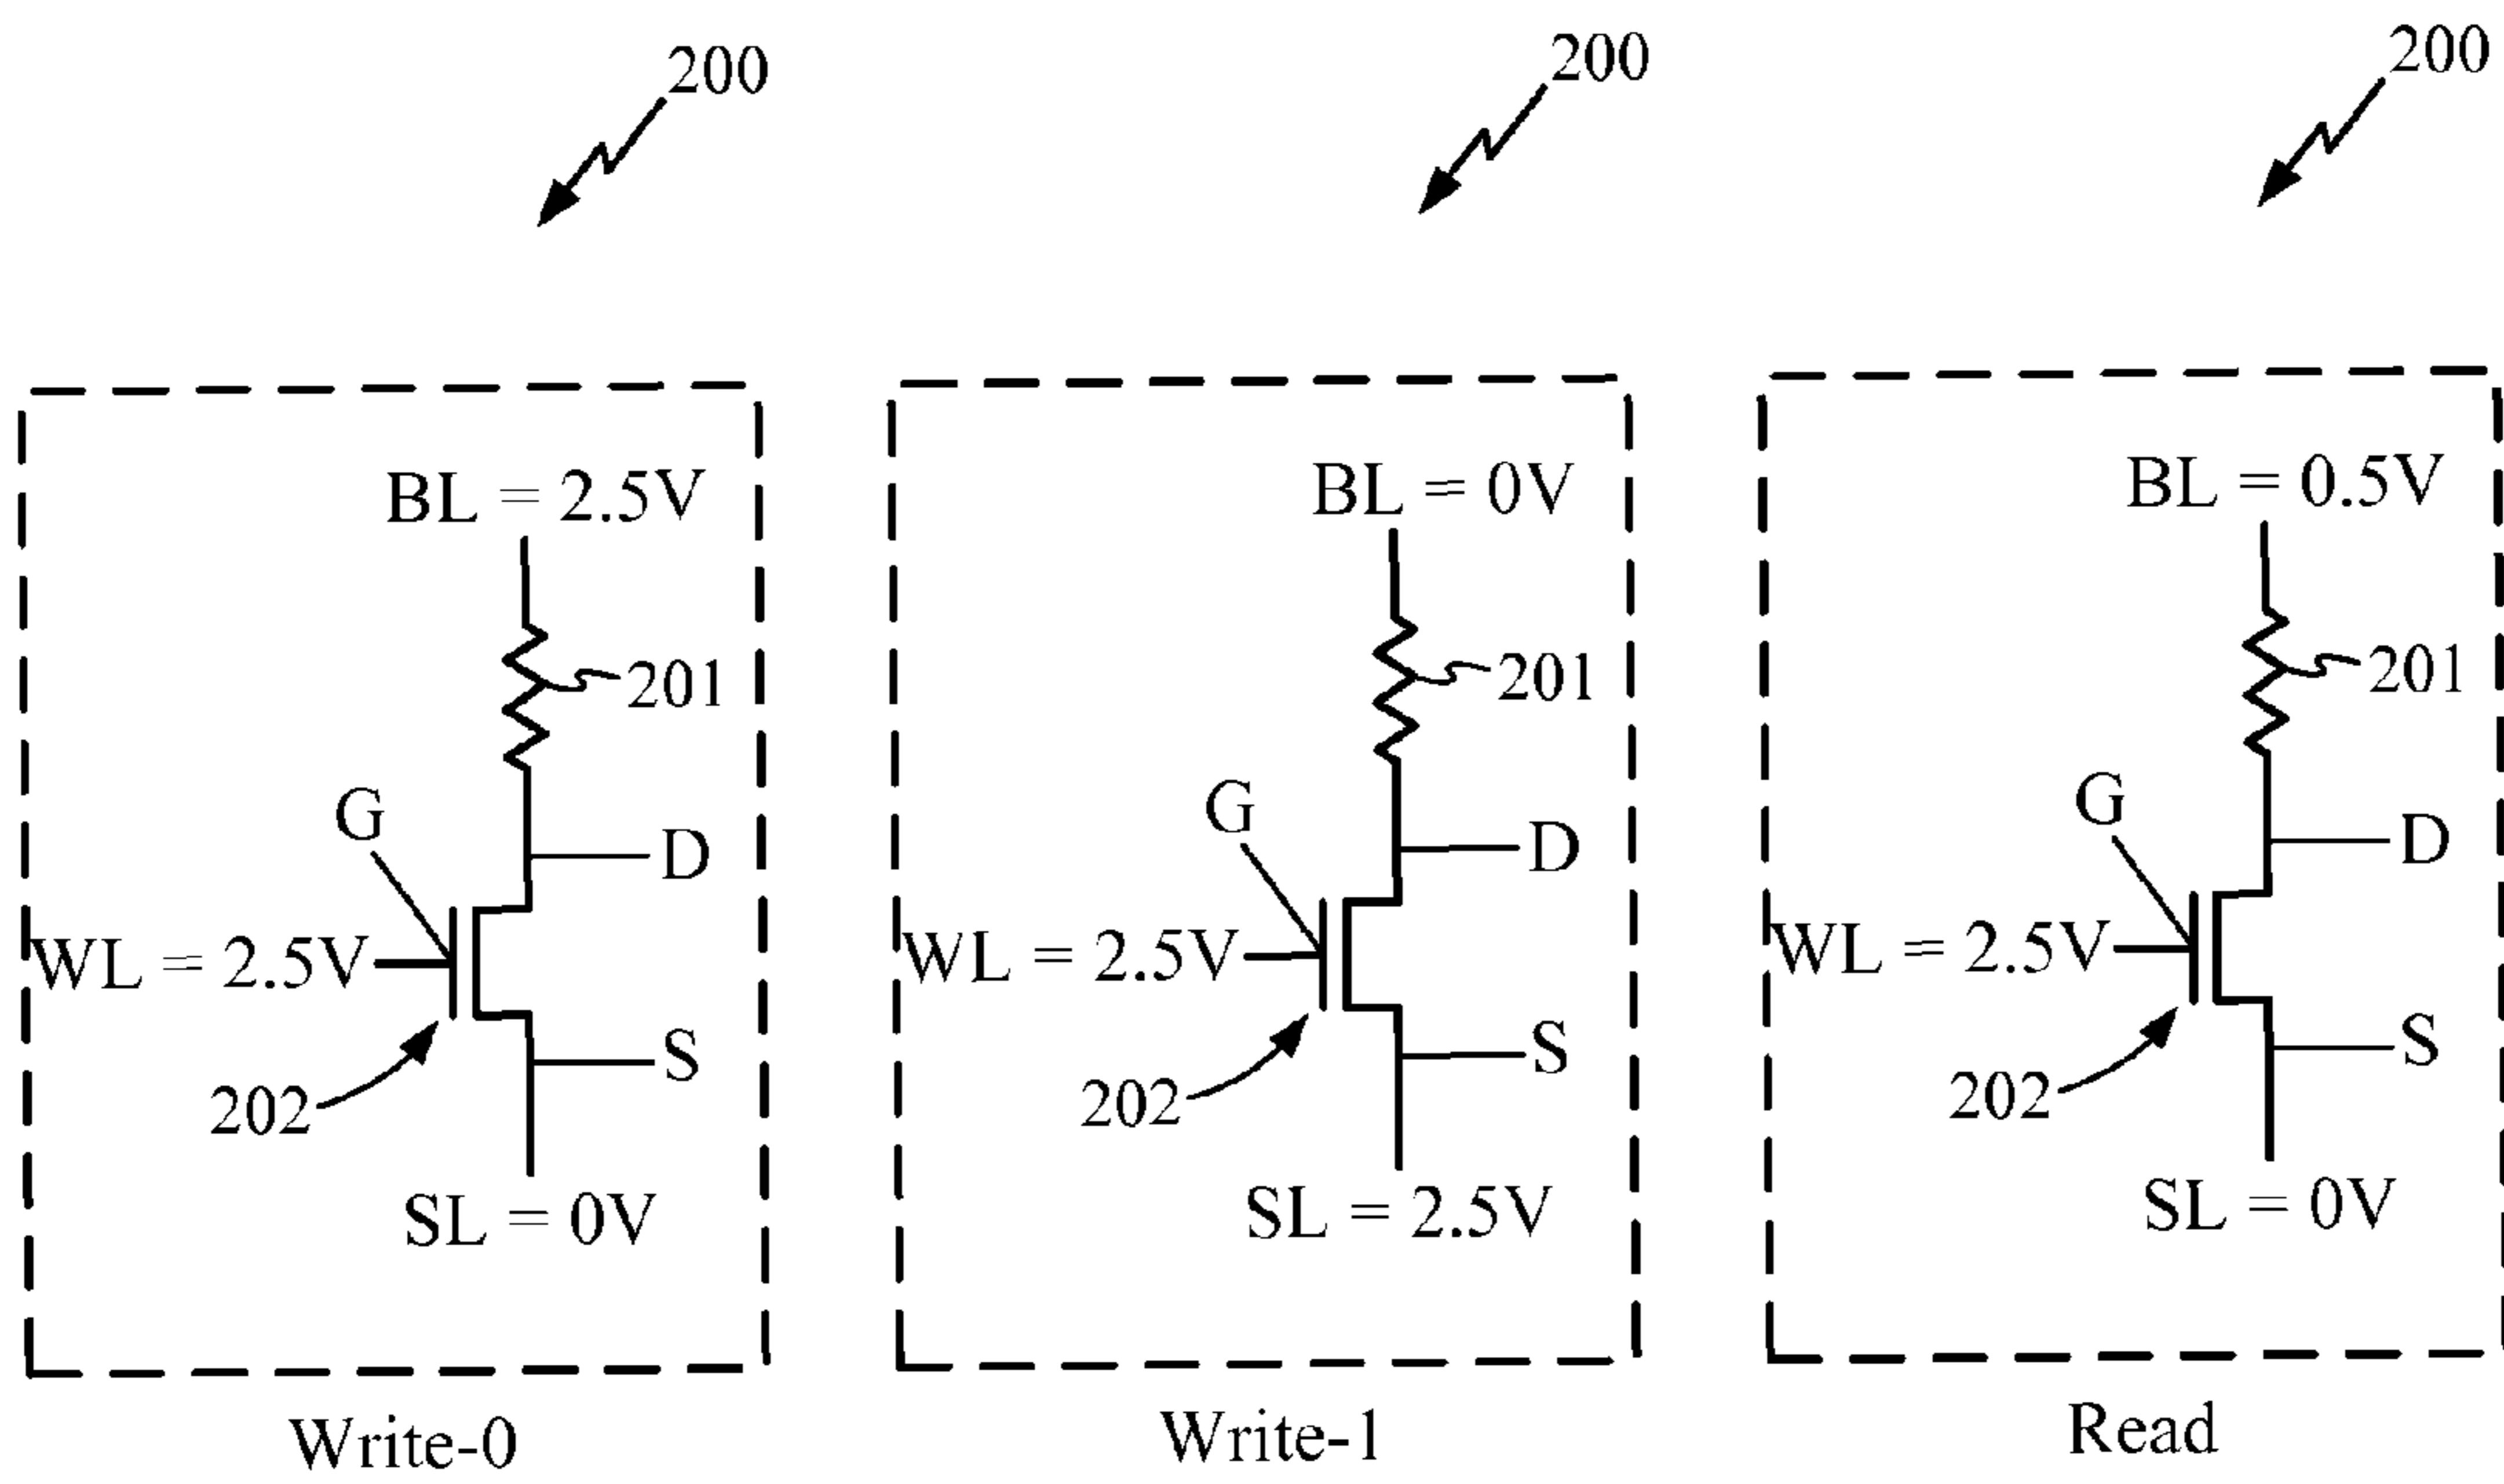 200
BL = 2.5V
201
G
D
WL = 2.5V
S
202
SL = 0V
Write-0
200
BL = 0V
201
G
D
WL = 2.5V
S
202
SL = 2.5V
Write-1
200
BL = 0.5V
201
G
D
WL = 2.5V
S
202
SL = 0V
Read